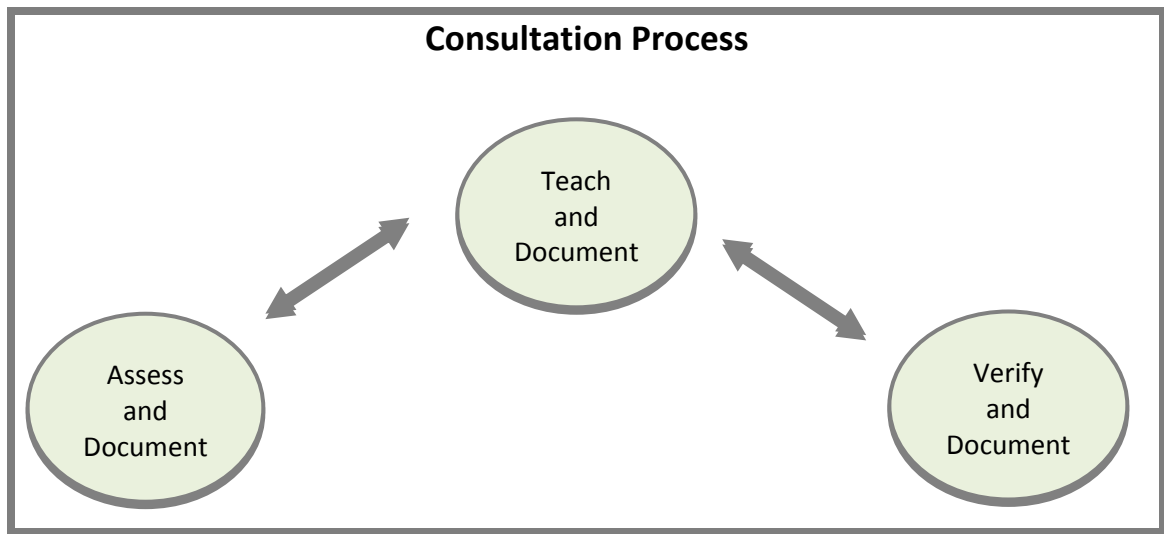 Consultation Process
Teach
and
Document
Assess
and
Document
Verify
and
Document